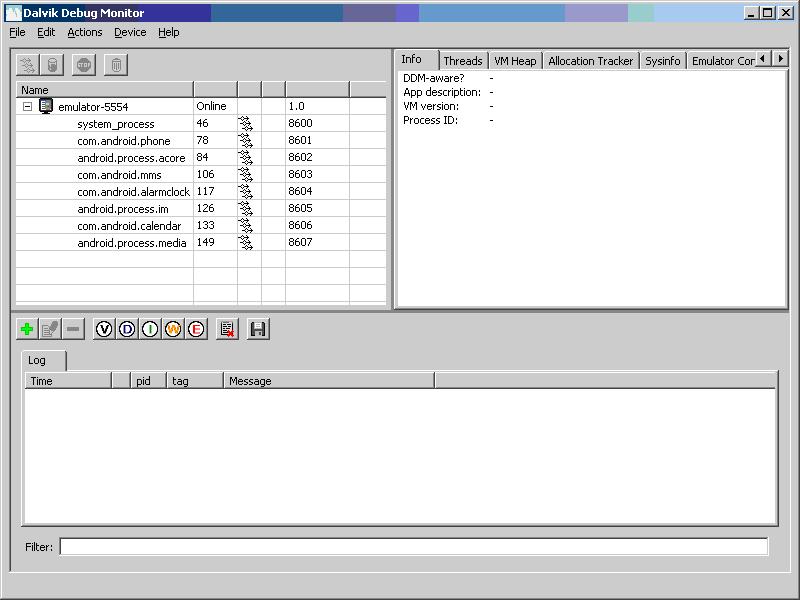 Dalvik Debug Monitor
File Edit Actions Device Help
Info Threads VM Heap Allocation Tracker Sysinfo Emulator Cor
STOP
Name
emulator-5554 Online 1.0
system_process 46 8600
com.android.phone 78 8601
android.process.acore 84 8602
com.android.mms 106 8603
com.android.alarmclock 117 8604
android.process.im 126 8605
com.android.calendar 133 8606
android.process.media 149 8607
DDM-aware? -
App description: -
VM version: -
Process ID: -
V D I W E
Log
Time pid tag Message
Filter: